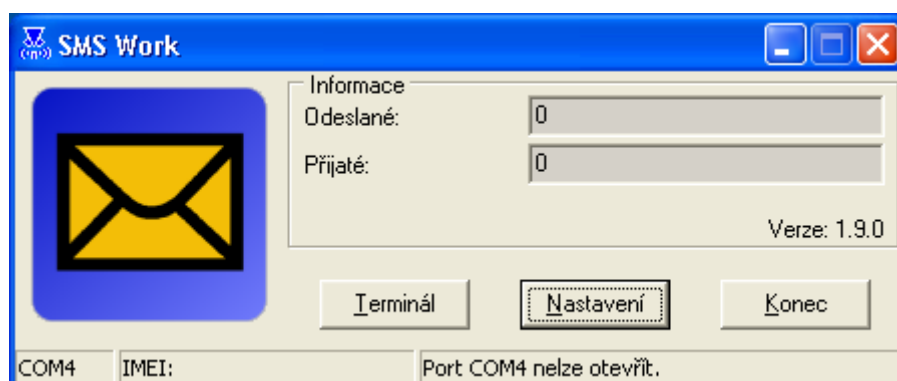 SMS Work
Informace
Odeslané: 0
Přijaté: 0
Verze: 1.9.0
Terminál Nastavení Konec
COM4 IMEI: Port COM4 nelze otevřít.